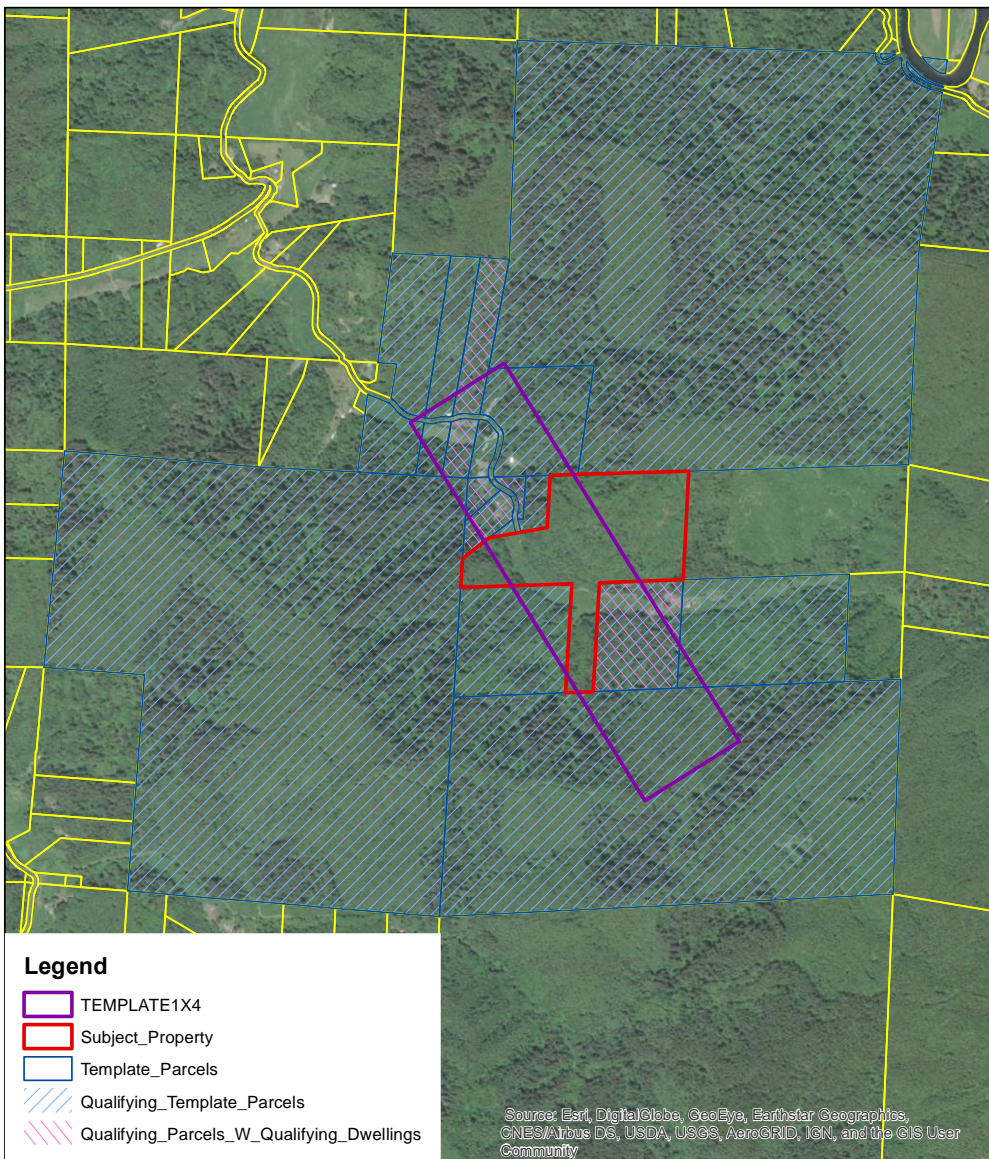 Legend
TEMPLATE1X4
Subject_Property
Template_Parcels
Qualifying_Template_Parcels
Qualifying_Parcels_W_Qualifying_Dwellings
Source: Esri, DigitalGlobe, GeoEye, Earthstar Geographics,
CNES/Airbus DS, USDA, USGS, AeroGRID, IGN, and the GIS User
Community